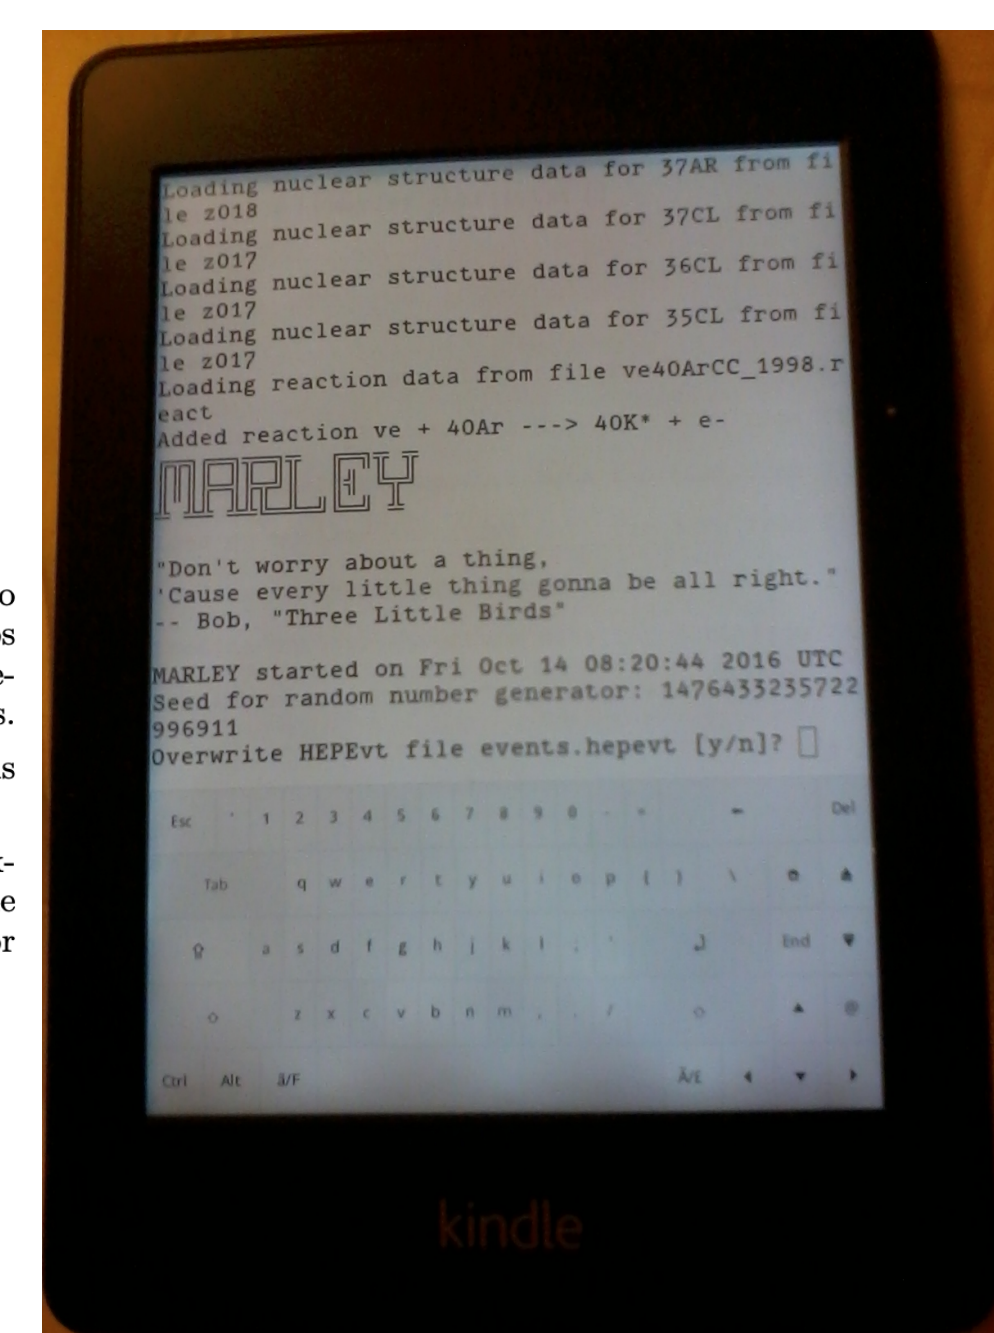 Loading nuclear structure data for 37AR from fi
le z018
Loading nuclear structure data for 37CL from fi
le z017
Loading nuclear structure data for 36CL from fi
le z017
Loading nuclear structure data for 35CL from fi
le z017
Loading reaction data from file ve40ArCC_1998.r
eact
Added reaction ve + 40Ar ---> 40K* + e-
MARLEY
"Don't worry about a thing,
'Cause every little thing gonna be all right."
-- Bob, "Three Little Birds"
MARLEY started on Fri Oct 14 08:20:44 2016 UTC
Seed for random number generator: 1476433235722
996911
Overwrite HEPEvt file events.hepevt [y/n]?
Esc ` 1 2 3 4 5 6 7 8 9 0 - = Del
Tab q w e r t y u i o p [ ] \
a s d f g h j k l ; ' End
z x c v b n m , . / @
Ctrl Alt ä/F Ä/E
kindle